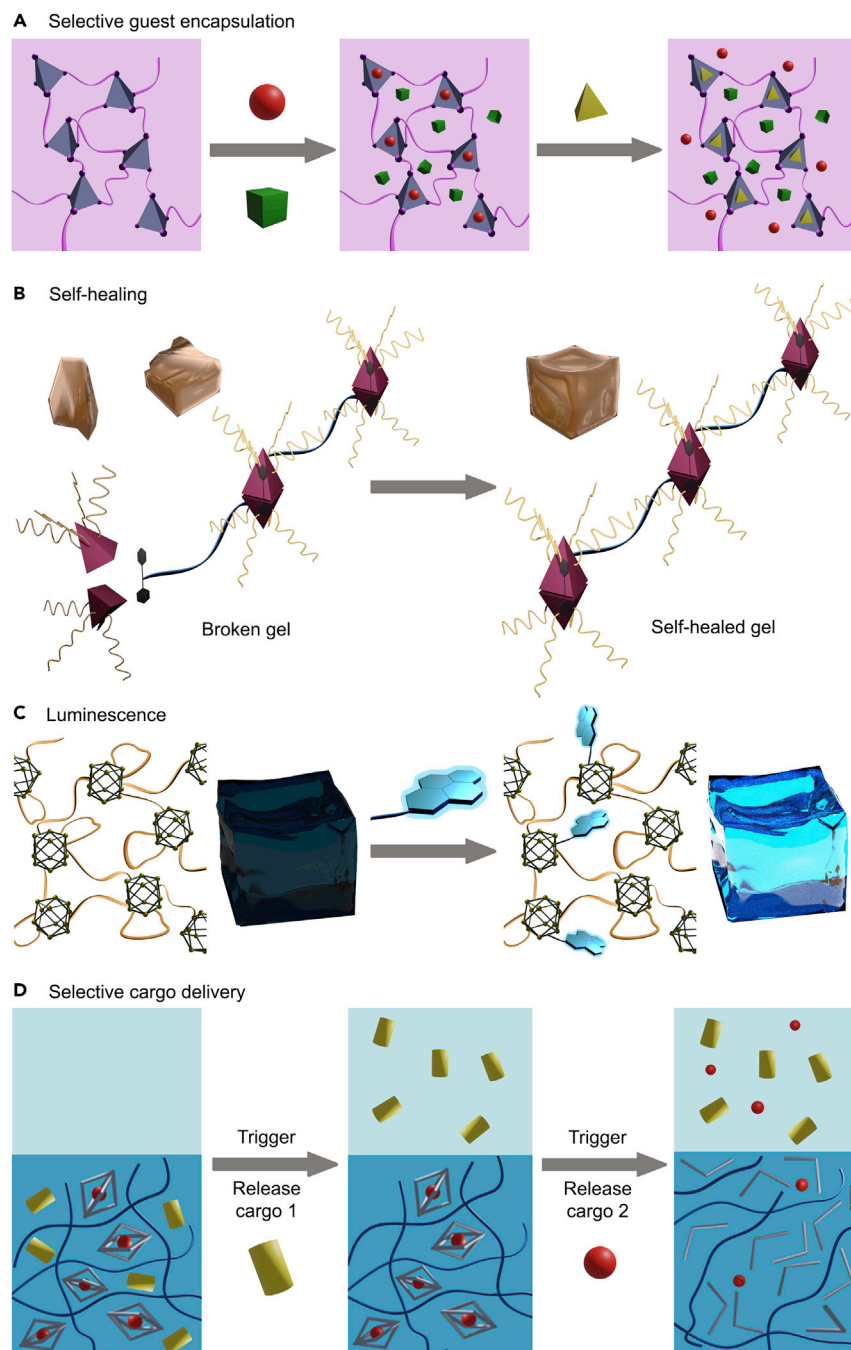 A Selective guest encapsulation
B Self-healing
Broken gel
Self-healed gel
C Luminescence
D Selective cargo delivery
Trigger
Release
cargo 1
Trigger
Release
cargo 2